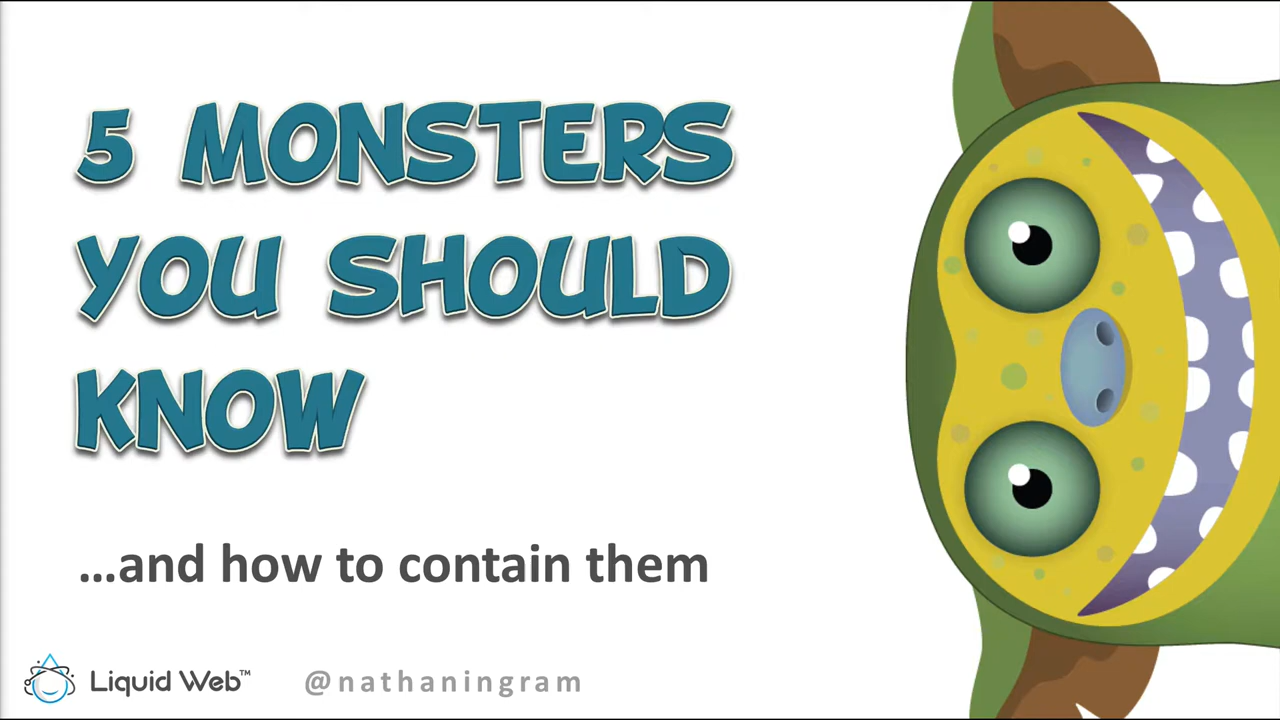 5 MONSTERS
YOU SHOULD
KNOW
...and how to contain them
Liquid Web™
@nathaningram